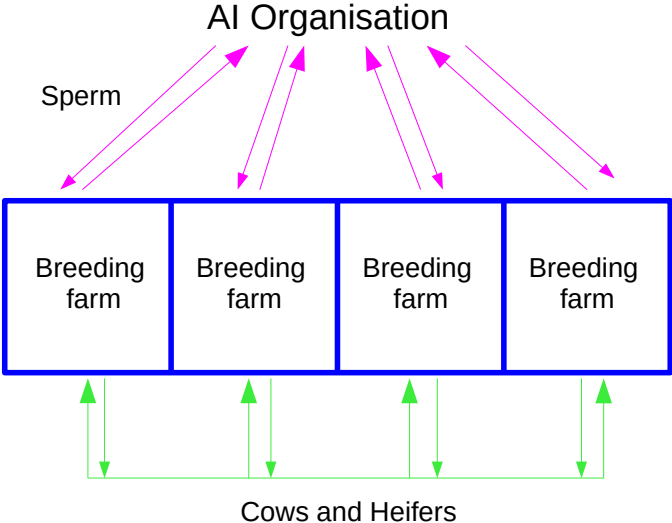 AI Organisation
Sperm
Breeding
farm
Breeding
farm
Breeding
farm
Breeding
farm
Cows and Heifers